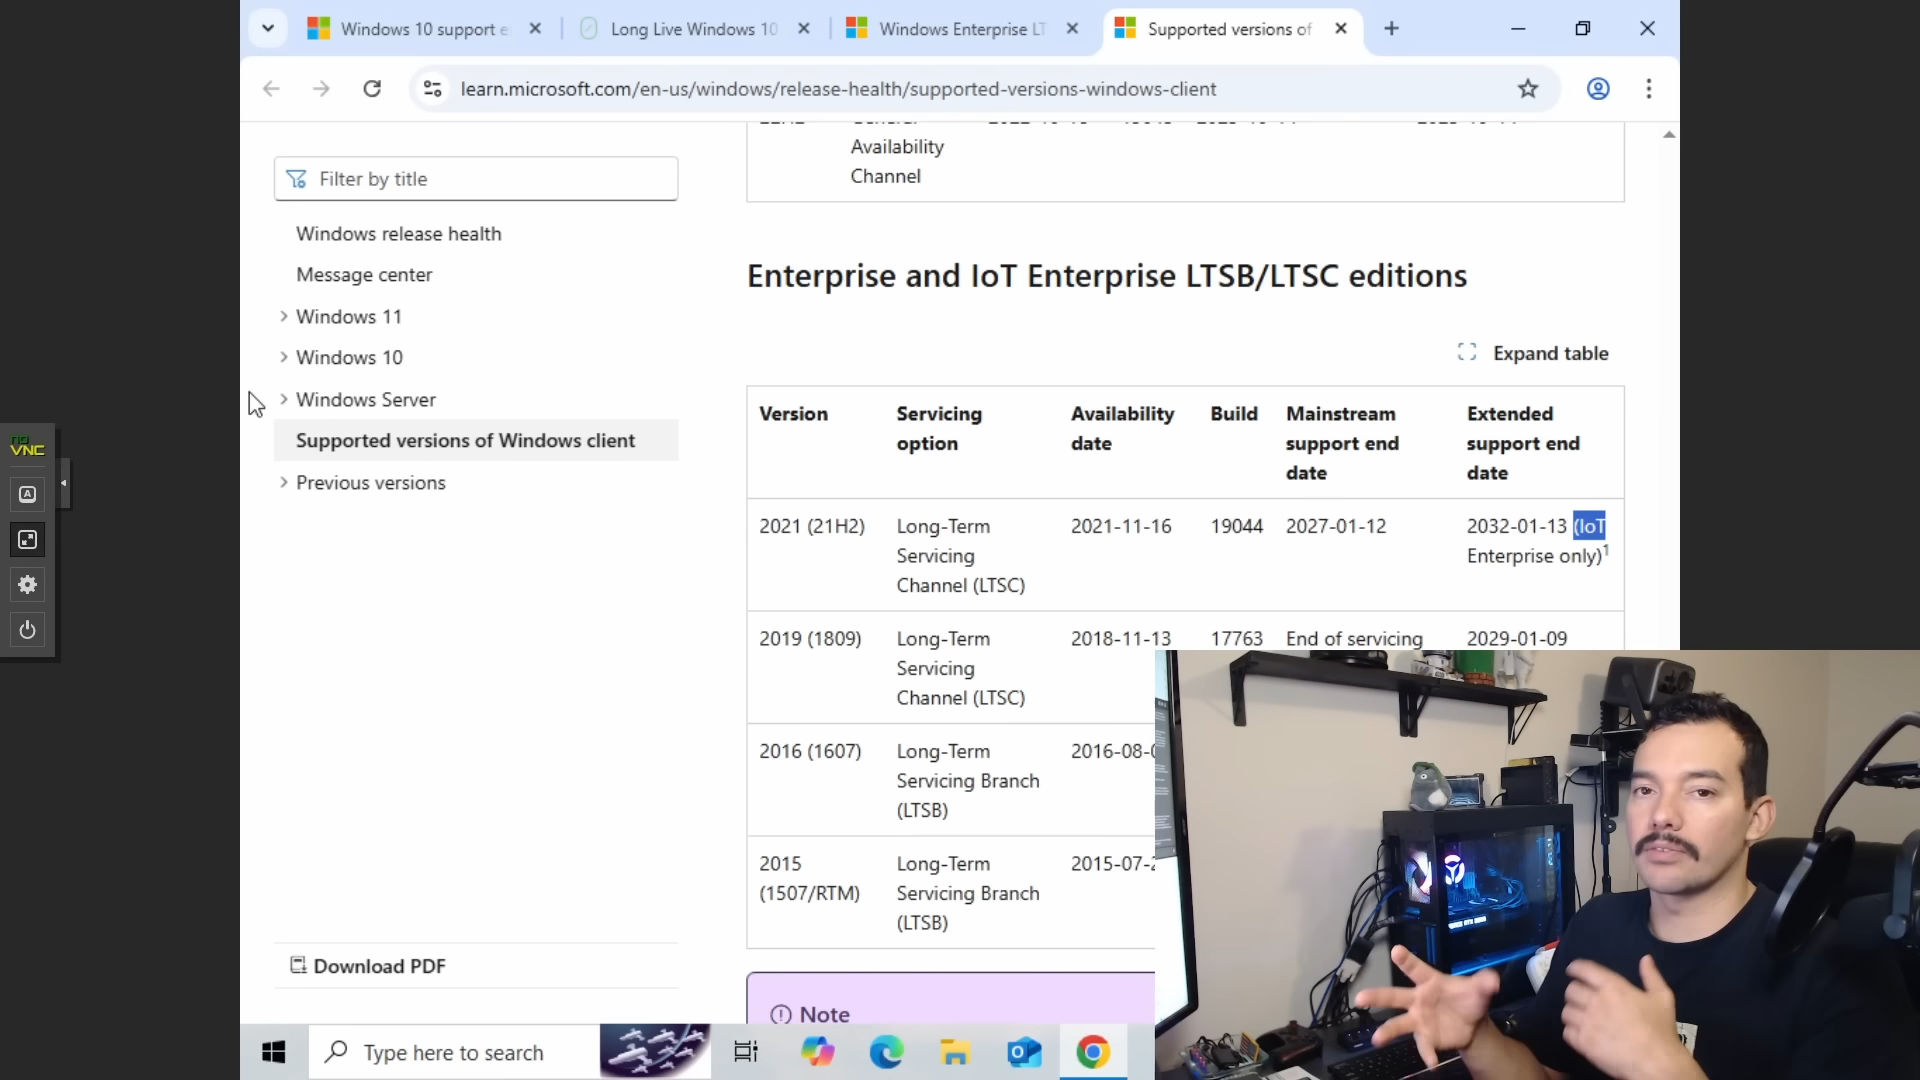 Windows 10 support e
Long Live Windows 10
Windows Enterprise LT
Supported versions of
learn.microsoft.com/en-us/windows/release-health/supported-versions-windows-client
Availability
Channel
Filter by title
Windows release health
Message center
Windows 11
Windows 10
Windows Server
Supported versions of Windows client
Previous versions
Download PDF
Enterprise and IoT Enterprise LTSB/LTSC editions
Expand table
Version
Servicing
option
Availability
date
Build
Mainstream
support end
date
Extended
support end
date
2021 (21H2)
Long-Term
Servicing
Channel (LTSC)
2021-11-16
19044
2027-01-12
2032-01-13 (IoT
Enterprise only)1
2019 (1809)
Long-Term
Servicing
Channel (LTSC)
2018-11-13
17763
End of servicing
2029-01-09
2016 (1607)
Long-Term
Servicing Branch
(LTSB)
2016-08-
2015
(1507/RTM)
Long-Term
Servicing Branch
(LTSB)
2015-07-
Note
no
VNC
A
Type here to search